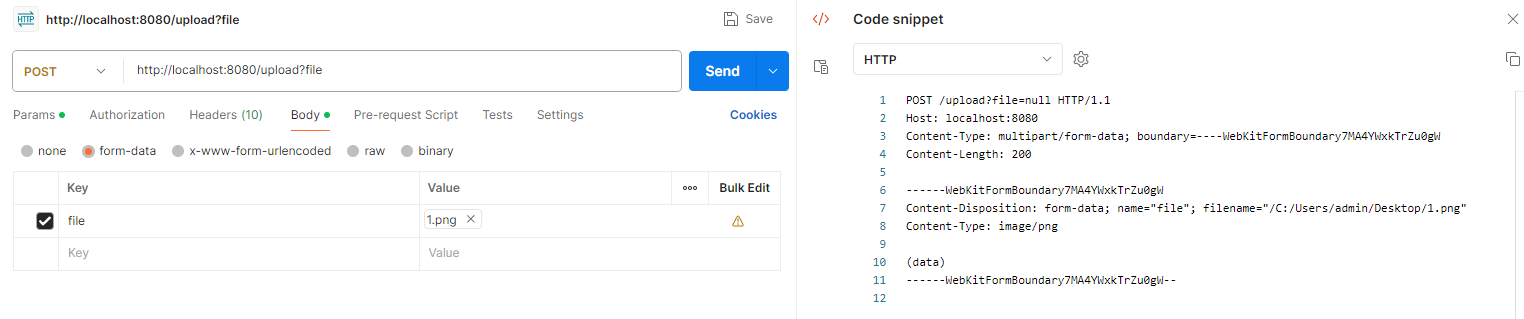 HTTP http://localhost:8080/upload?file Save
POST http://localhost:8080/upload?file Send
Params Authorization Headers (10) Body Pre-request Script Tests Settings Cookies
none form-data x-www-form-urlencoded raw binary
Key Value ooo Bulk Edit
file 1.png
Key Value
Code snippet
HTTP
1 POST /upload?file=null HTTP/1.1
2 Host: localhost:8080
3 Content-Type: multipart/form-data; boundary=----WebKitFormBoundary7MA4YWxkTrZu0gW
4 Content-Length: 200
5
6 ------WebKitFormBoundary7MA4YWxkTrZu0gW
7 Content-Disposition: form-data; name="file"; filename="/C:/Users/admin/Desktop/1.png"
8 Content-Type: image/png
9
10 (data)
11 ------WebKitFormBoundary7MA4YWxkTrZu0gW--
12